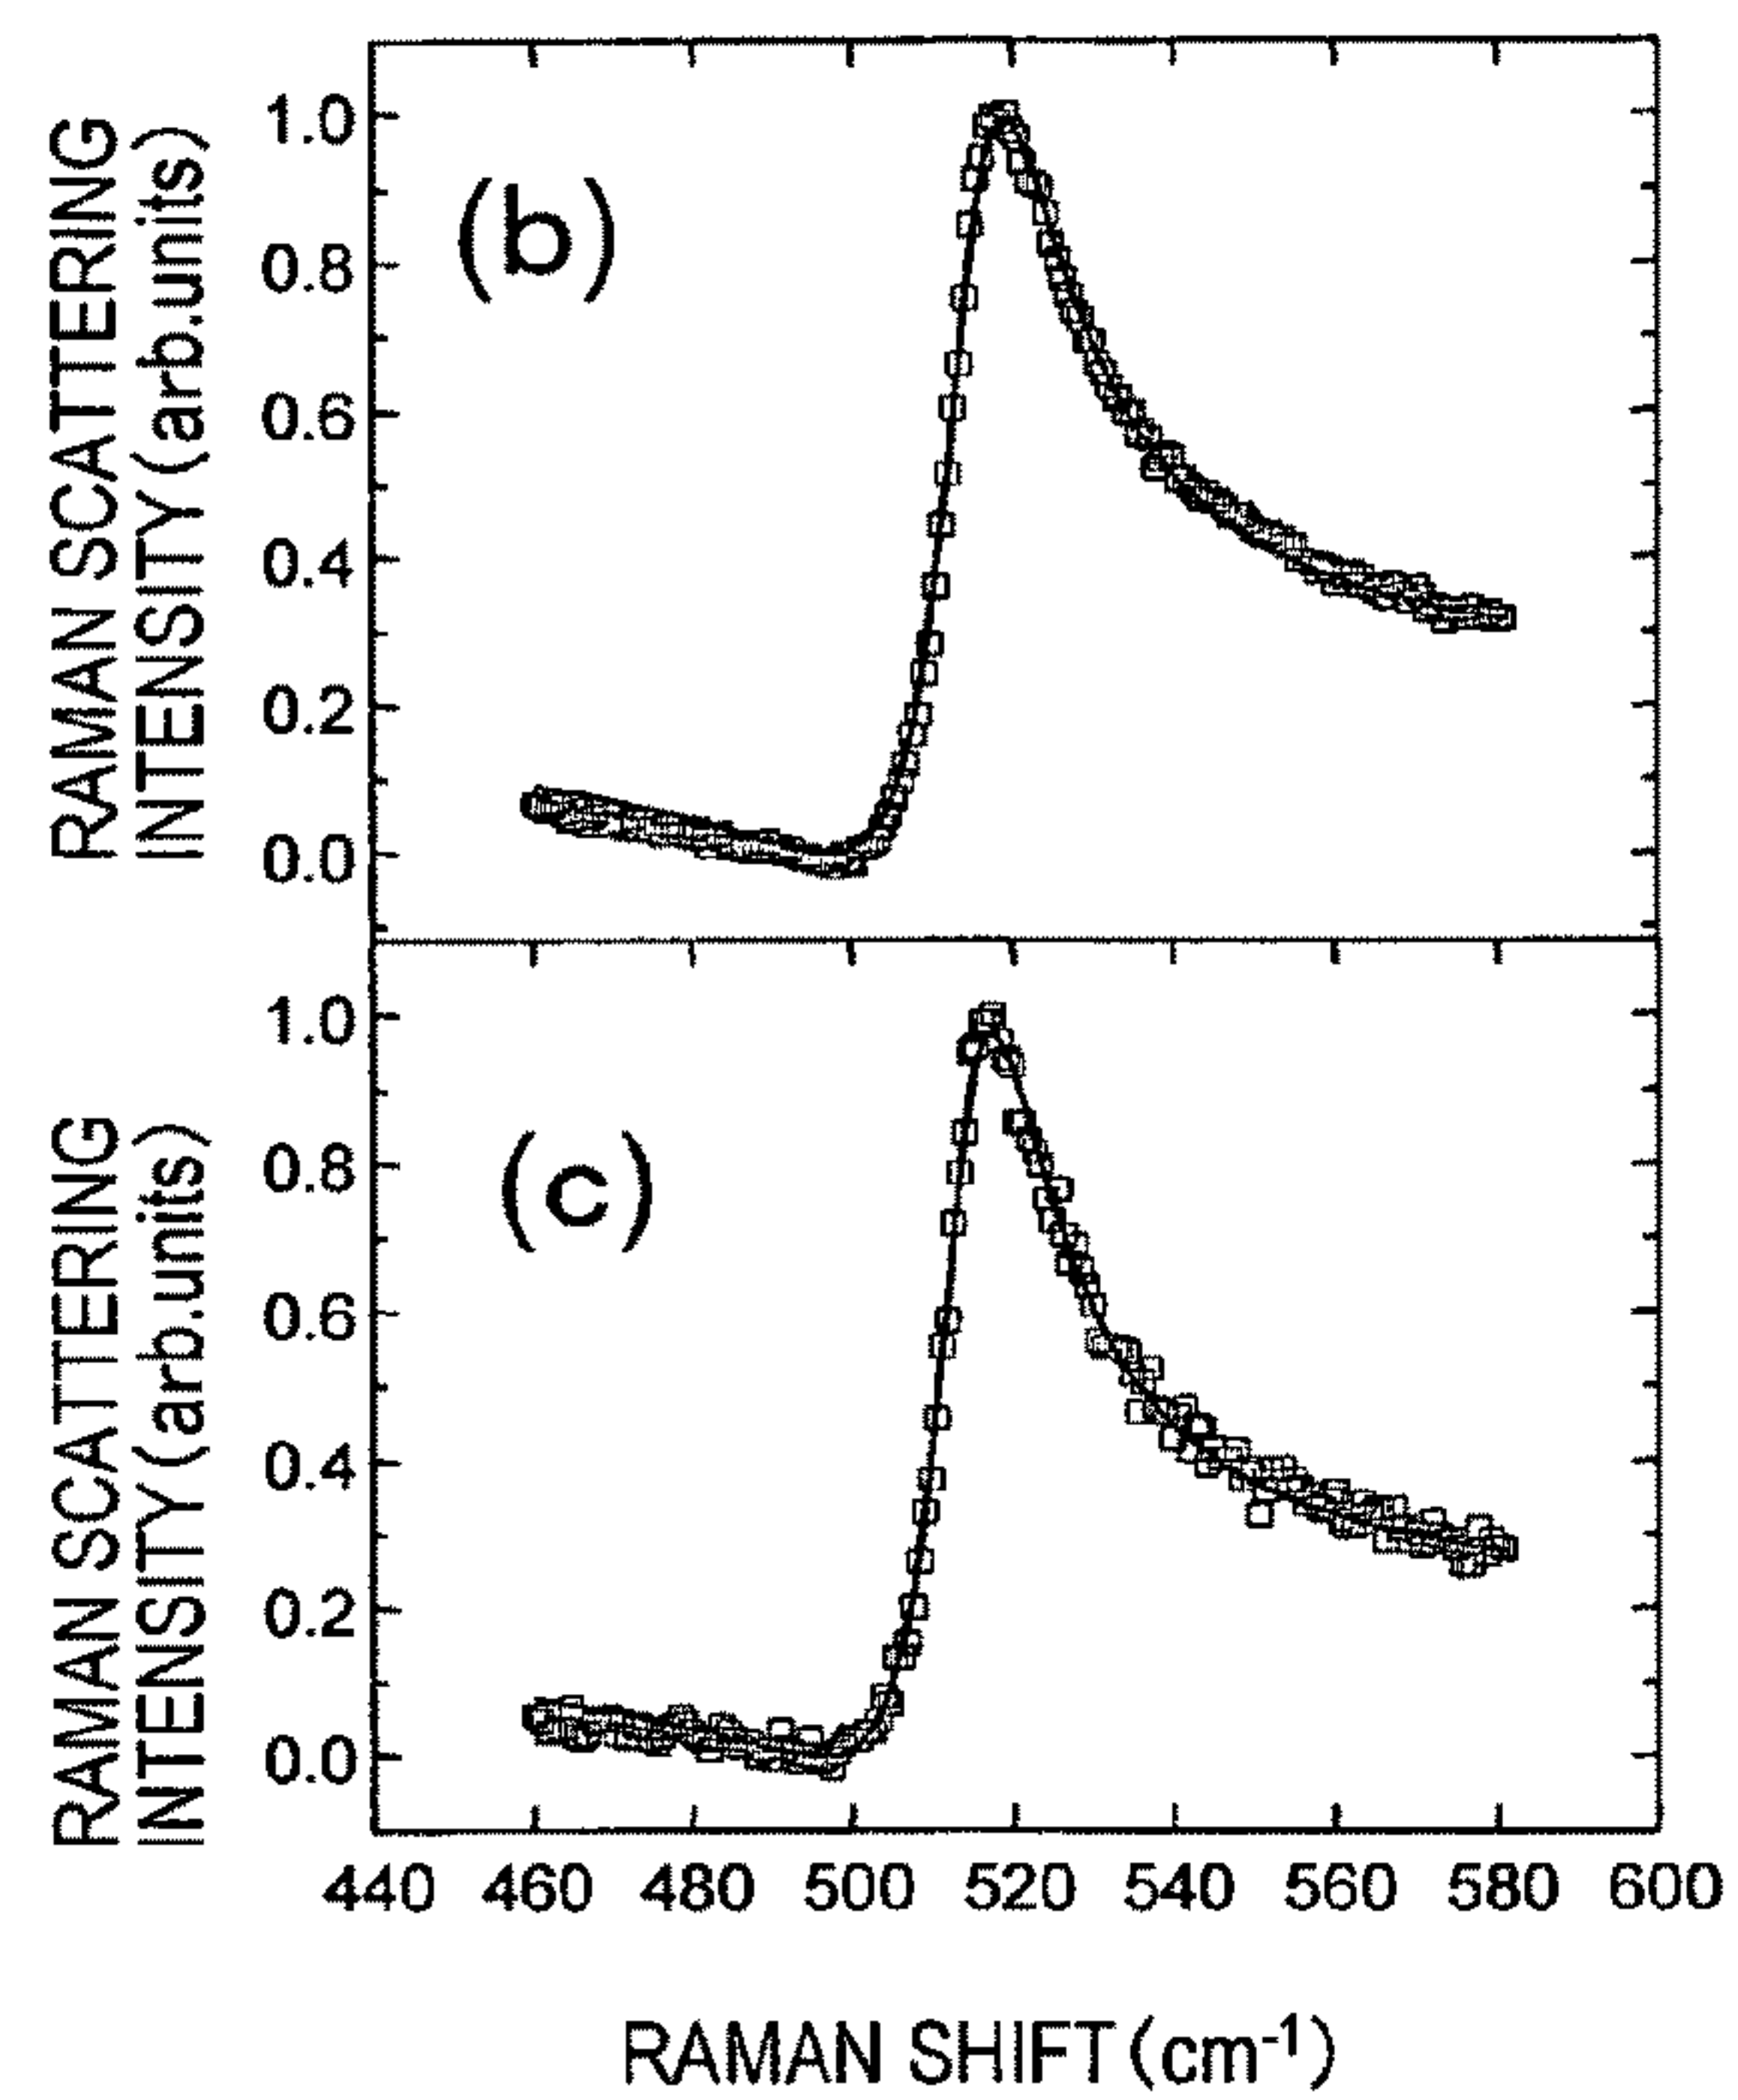 RAMAN SCATTERING
INTENSITY (arb.units)
1.0
0.8
0.6
0.4
0.2
0.0
(b)
RAMAN SCATTERING
INTENSITY (arb.units)
1.0
0.8
0.6
0.4
0.2
0.0
(c)
440 460 480 500 520 540 560 580 600
RAMAN SHIFT (cm-1)